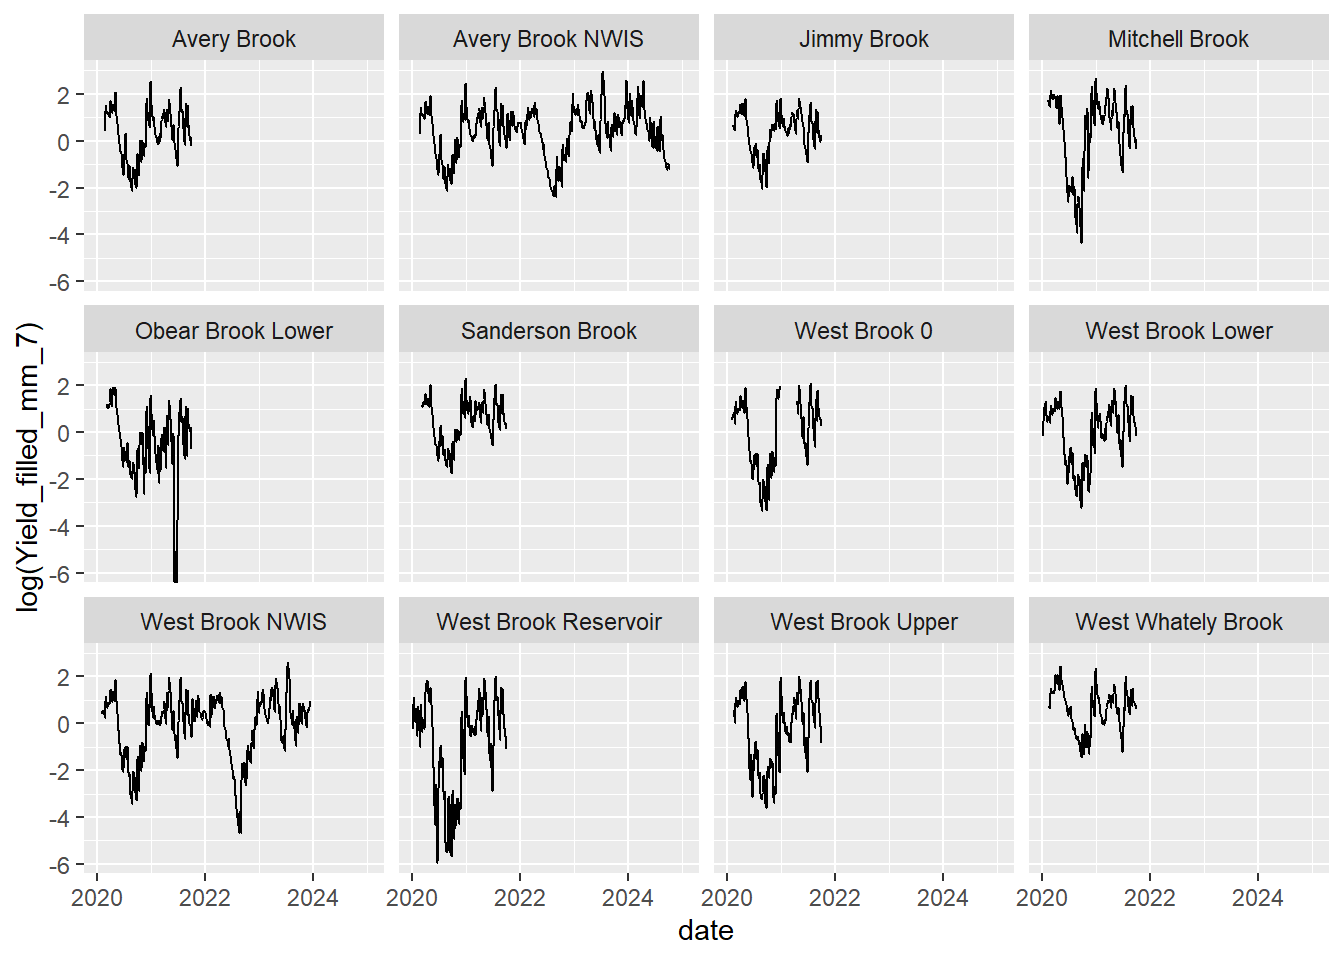 Avery Brook
Avery Brook NWIS
Jimmy Brook
Mitchell Brook
2
0
-2
-4
-6
Obear Brook Lower
Sanderson Brook
West Brook 0
West Brook Lower
2
0
-2
-4
-6
log(Yield_filled_mm_7)
West Brook NWIS
West Brook Reservoir
West Brook Upper
West Whately Brook
2
0
-2
-4
-6
2020 2022 2024
2020 2022 2024
2020 2022 2024
2020 2022 2024
date